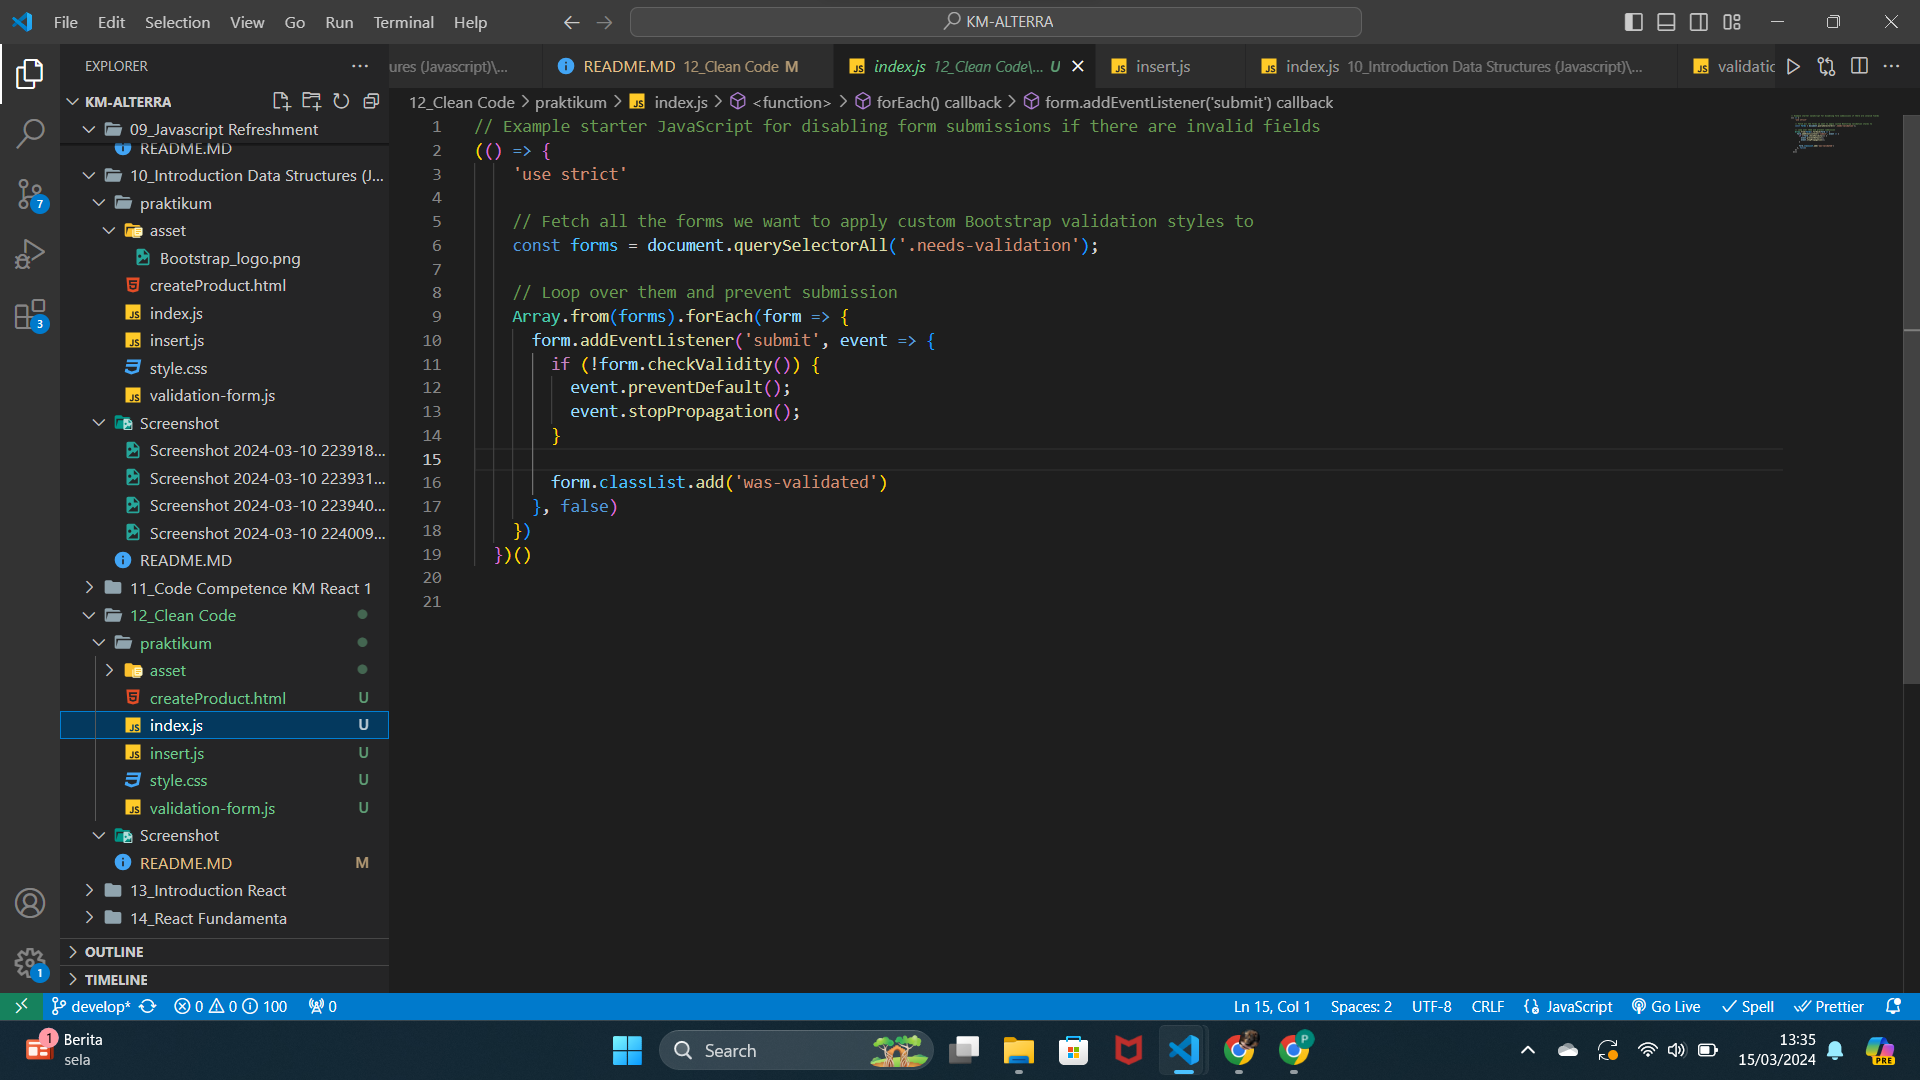 File Edit Selection View Go Run Terminal Help
KM-ALTERRA
EXPLORER
ures (Javascript)\...
README.MD 12_Clean Code M
index.js 12_Clean Code\... U
insert.js
index.js 10_Introduction Data Structures (Javascript)\...
validatic
KM-ALTERRA
12_Clean Code > praktikum > index.js > <function> > forEach() callback > form.addEventListener('submit') callback
09_Javascript Refreshment
README.MD
10_Introduction Data Structures (J...
praktikum
asset
Bootstrap_logo.png
createProduct.html
index.js
insert.js
style.css
validation-form.js
Screenshot
Screenshot 2024-03-10 223918...
Screenshot 2024-03-10 223931...
Screenshot 2024-03-10 223940...
Screenshot 2024-03-10 224009...
README.MD
11_Code Competence KM React 1
12_Clean Code
praktikum
asset
createProduct.html U
index.js U
insert.js U
style.css U
validation-form.js U
Screenshot
README.MD M
13_Introduction React
14_React Fundamenta
OUTLINE
TIMELINE
1 // Example starter JavaScript for disabling form submissions if there are invalid fields
2 (() => {
3 'use strict'
4
5 // Fetch all the forms we want to apply custom Bootstrap validation styles to
6 const forms = document.querySelectorAll('.needs-validation');
7
8 // Loop over them and prevent submission
9 Array.from(forms).forEach(form => {
10 form.addEventListener('submit', event => {
11 if (!form.checkValidity()) {
12 event.preventDefault();
13 event.stopPropagation();
14 }
15
16 form.classList.add('was-validated')
17 }, false)
18 })
19 })()
20
21
7
3
1
develop* 0 0 100 0
Ln 15, Col 1 Spaces: 2 UTF-8 CRLF JavaScript Go Live Spell Prettier
1
Berita
sela
Search
P
13:35
15/03/2024
PRE